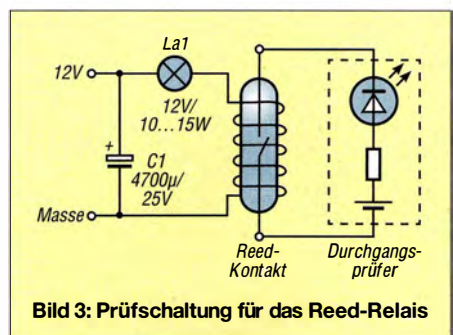 La1
12V
12V/
10...15W
+
C1
4700µ/
25V
Masse
Reed-
Kontakt
Durchgangs-
prüfer
Bild 3: Prüfschaltung für das Reed-Relais